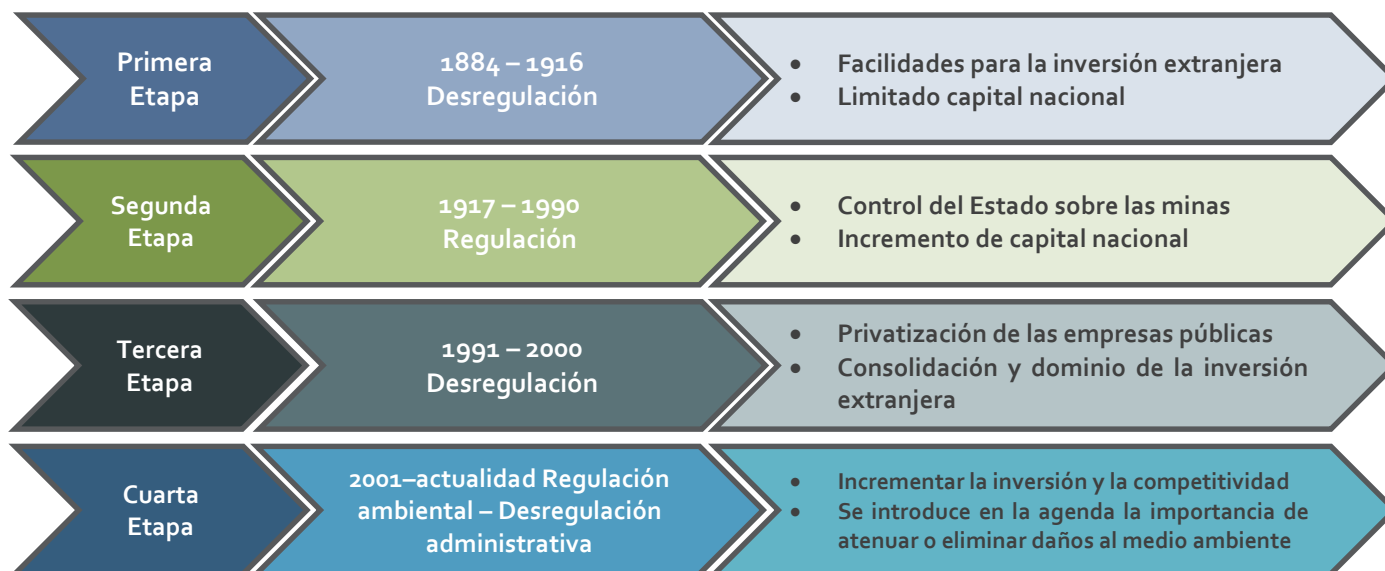 Primera
Etapa
1884 – 1916
Desregulación
• Facilidades para la inversión extranjera
• Limitado capital nacional
Segunda
Etapa
1917 – 1990
Regulación
• Control del Estado sobre las minas
• Incremento de capital nacional
Tercera
Etapa
1991 – 2000
Desregulación
• Privatización de las empresas públicas
• Consolidación y dominio de la inversión
extranjera
Cuarta
Etapa
2001–actualidad Regulación
ambiental – Desregulación
administrativa
• Incrementar la inversión y la competitividad
• Se introduce en la agenda la importancia de
atenuar o eliminar daños al medio ambiente